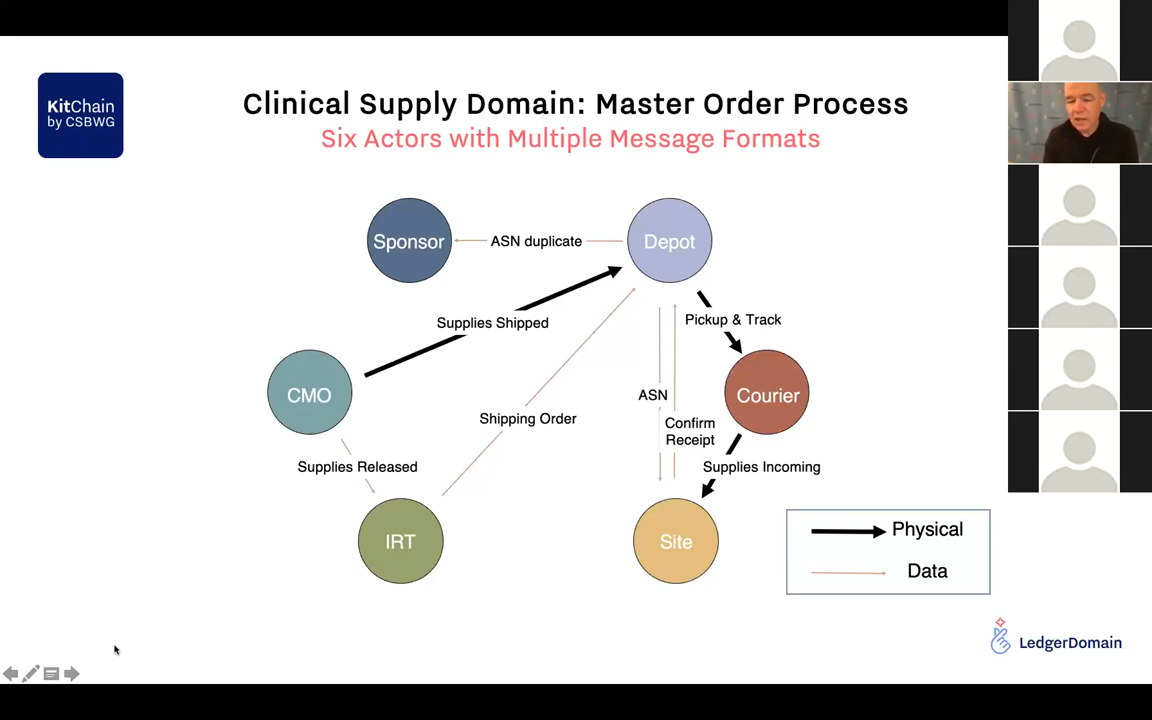 KitChain
by CSBWG
Clinical Supply Domain: Master Order Process
Six Actors with Multiple Message Formats
Sponsor
ASN duplicate
Depot
Supplies Shipped
Pickup & Track
CMO
Shipping Order
ASN
Confirm
Receipt
Courier
Supplies Released
Supplies Incoming
IRT
Site
Physical
Data
LedgerDomain